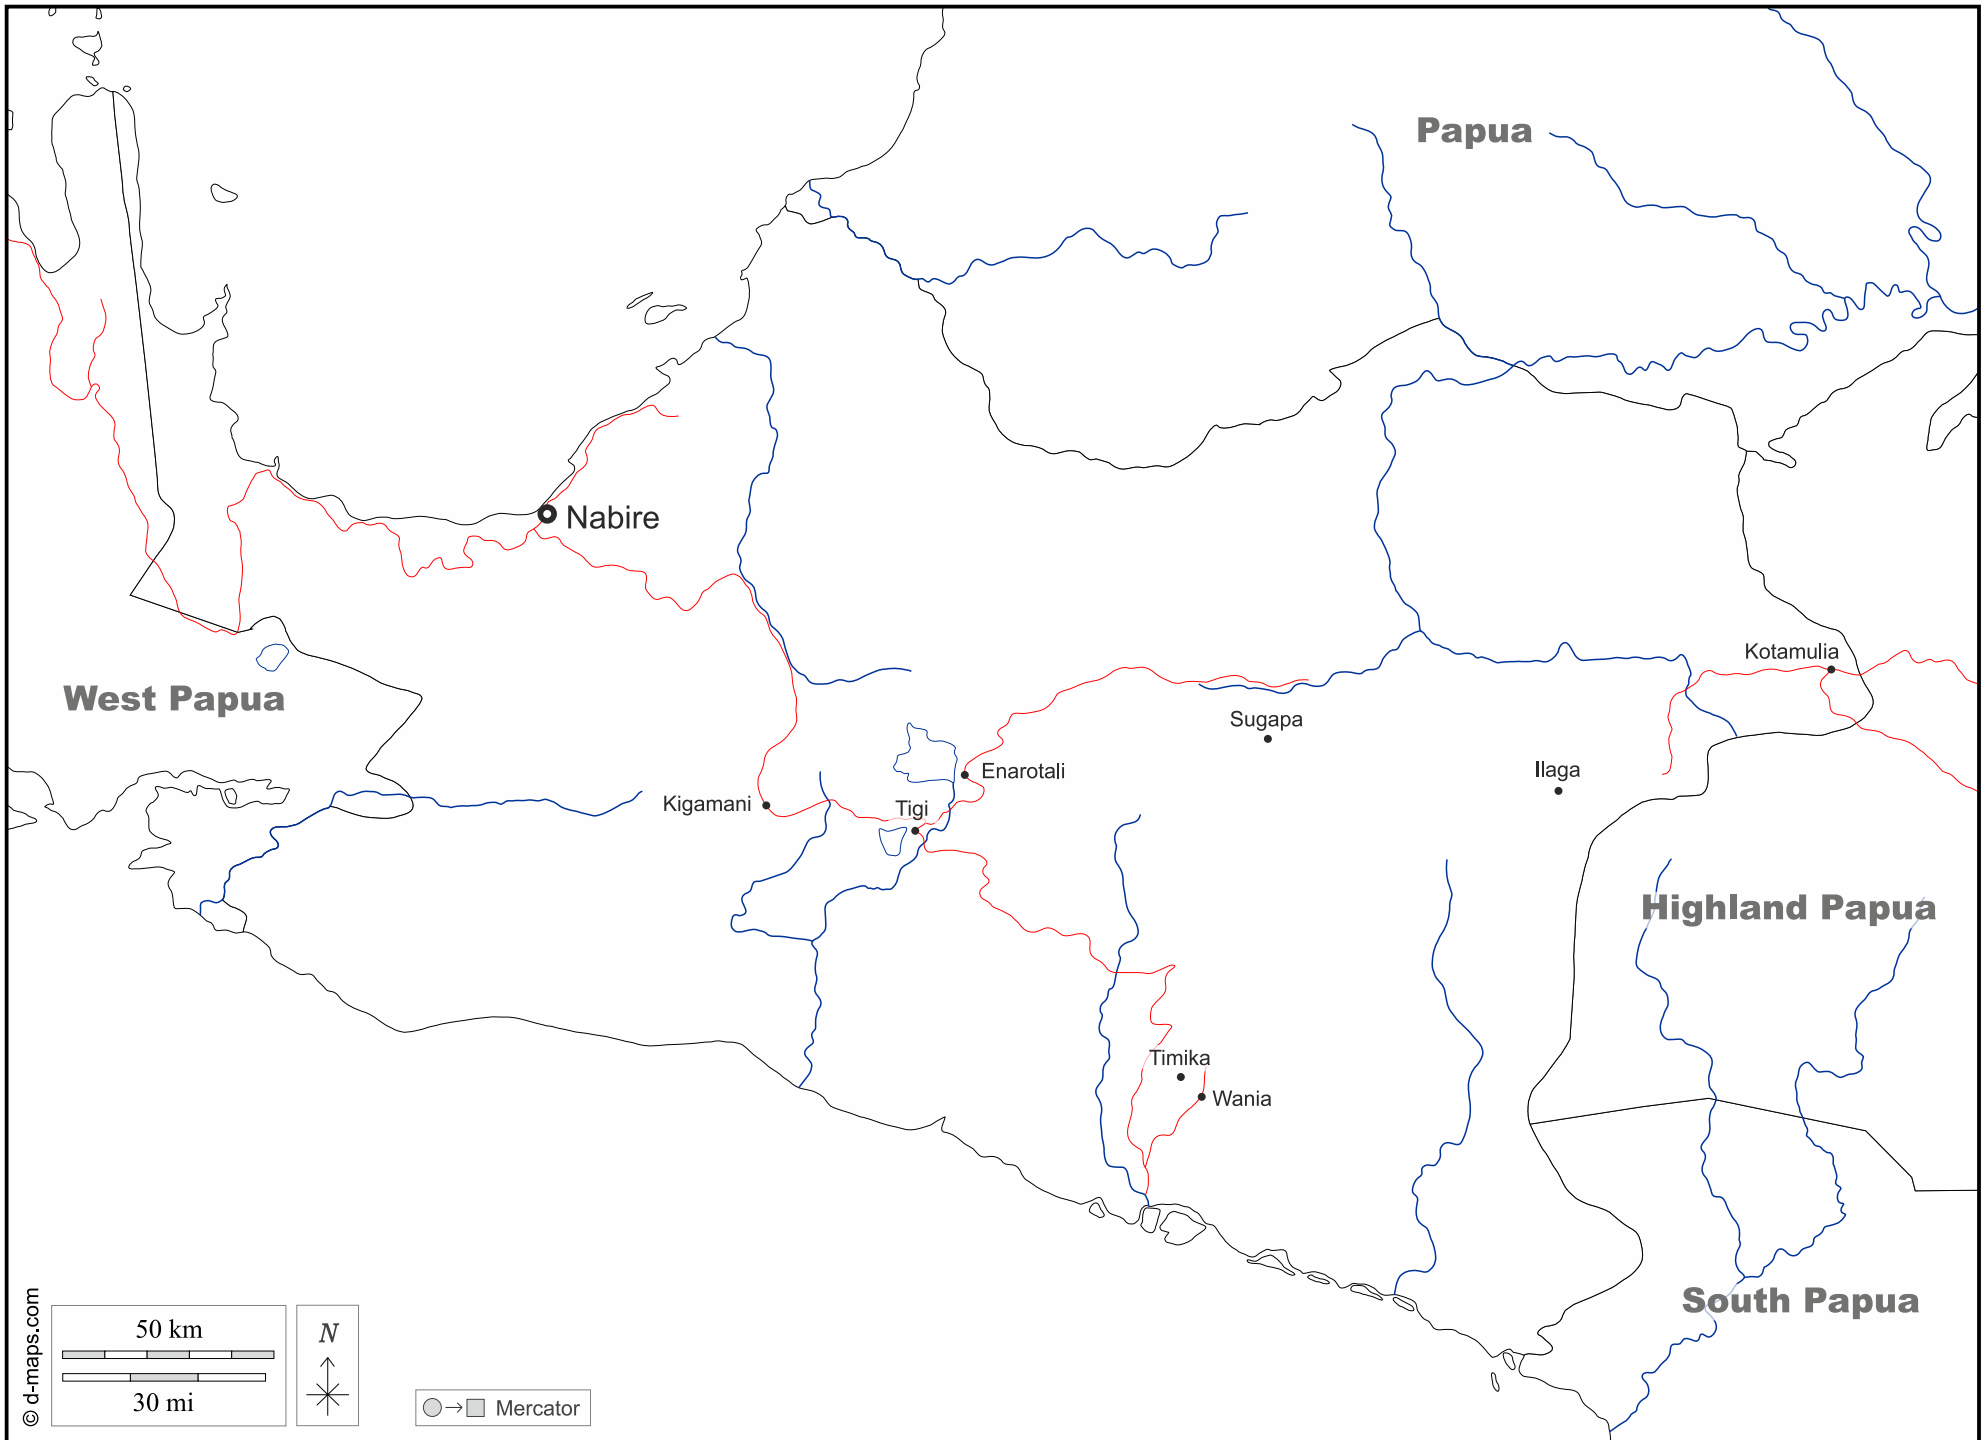 Papua
Nabire
Kotamulia
West Papua
Sugapa
Enarotali
Ilaga
Kigamani
Tigi
Highland Papua
Timika
Wania
South Papua
50 km
30 mi
N
Mercator
© d-maps.com